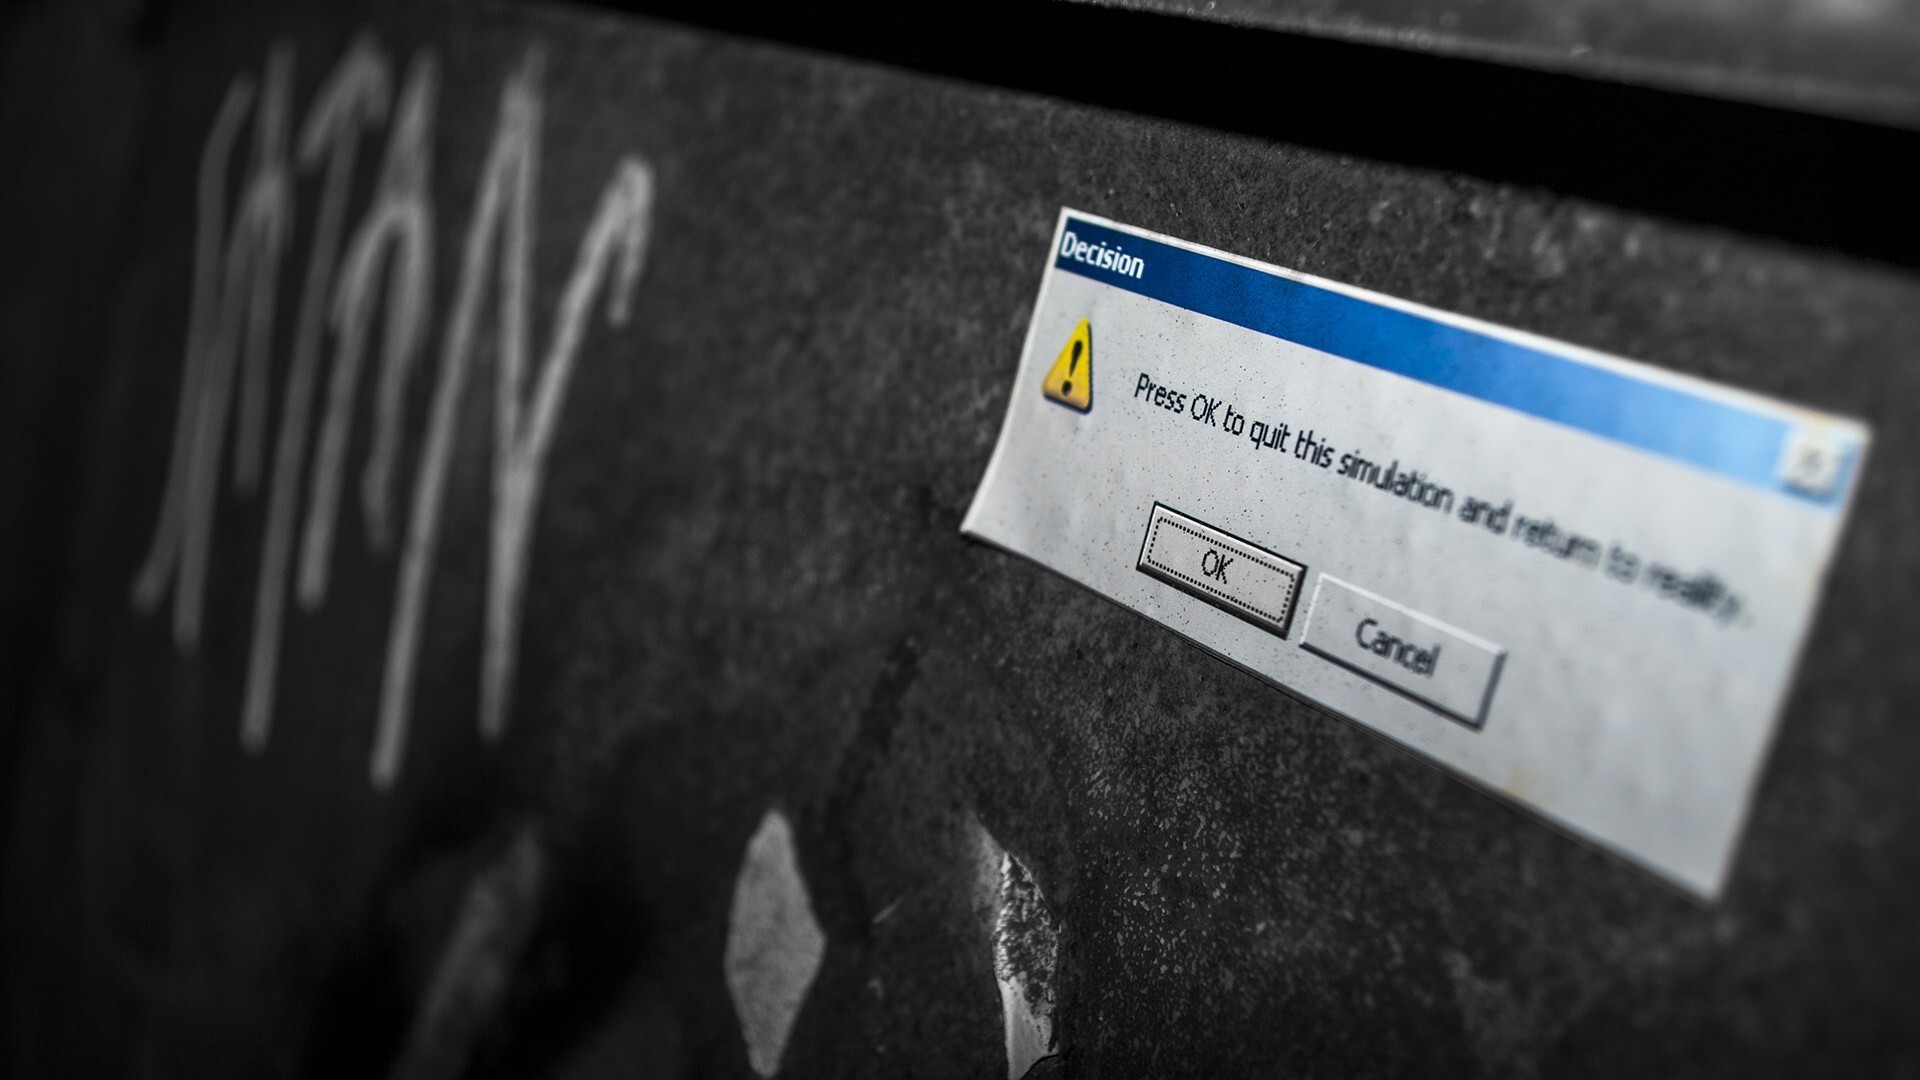 Decision
Press OK to quit this simulation and return to reality.
OK
Cancel